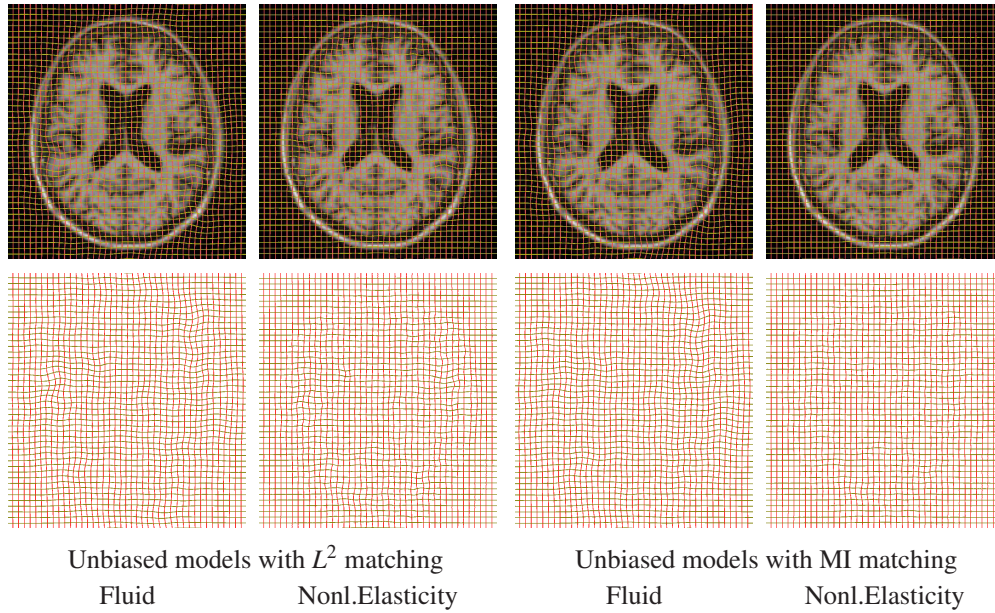 Unbiased models with L² matching
Unbiased models with MI matching
Fluid
Nonl.Elasticity
Fluid
Nonl.Elasticity